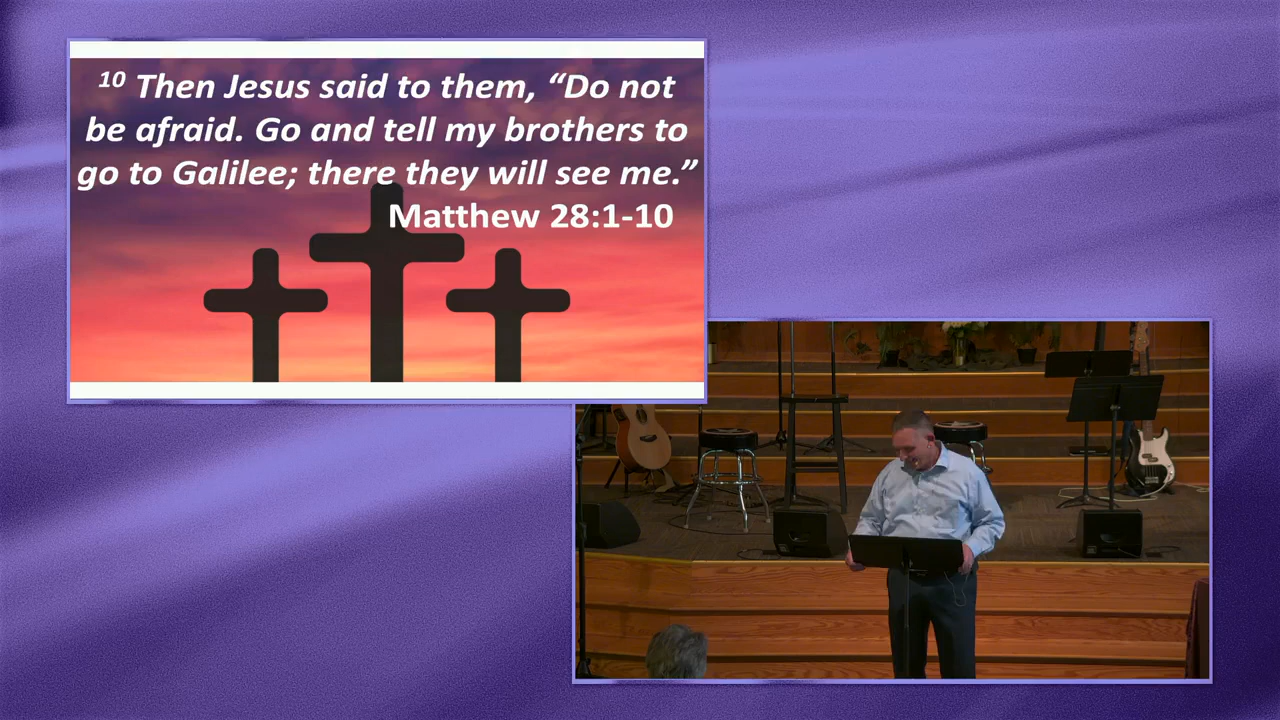 10 Then Jesus said to them, “Do not
be afraid. Go and tell my brothers to
go to Galilee; there they will see me.”
Matthew 28:1-10